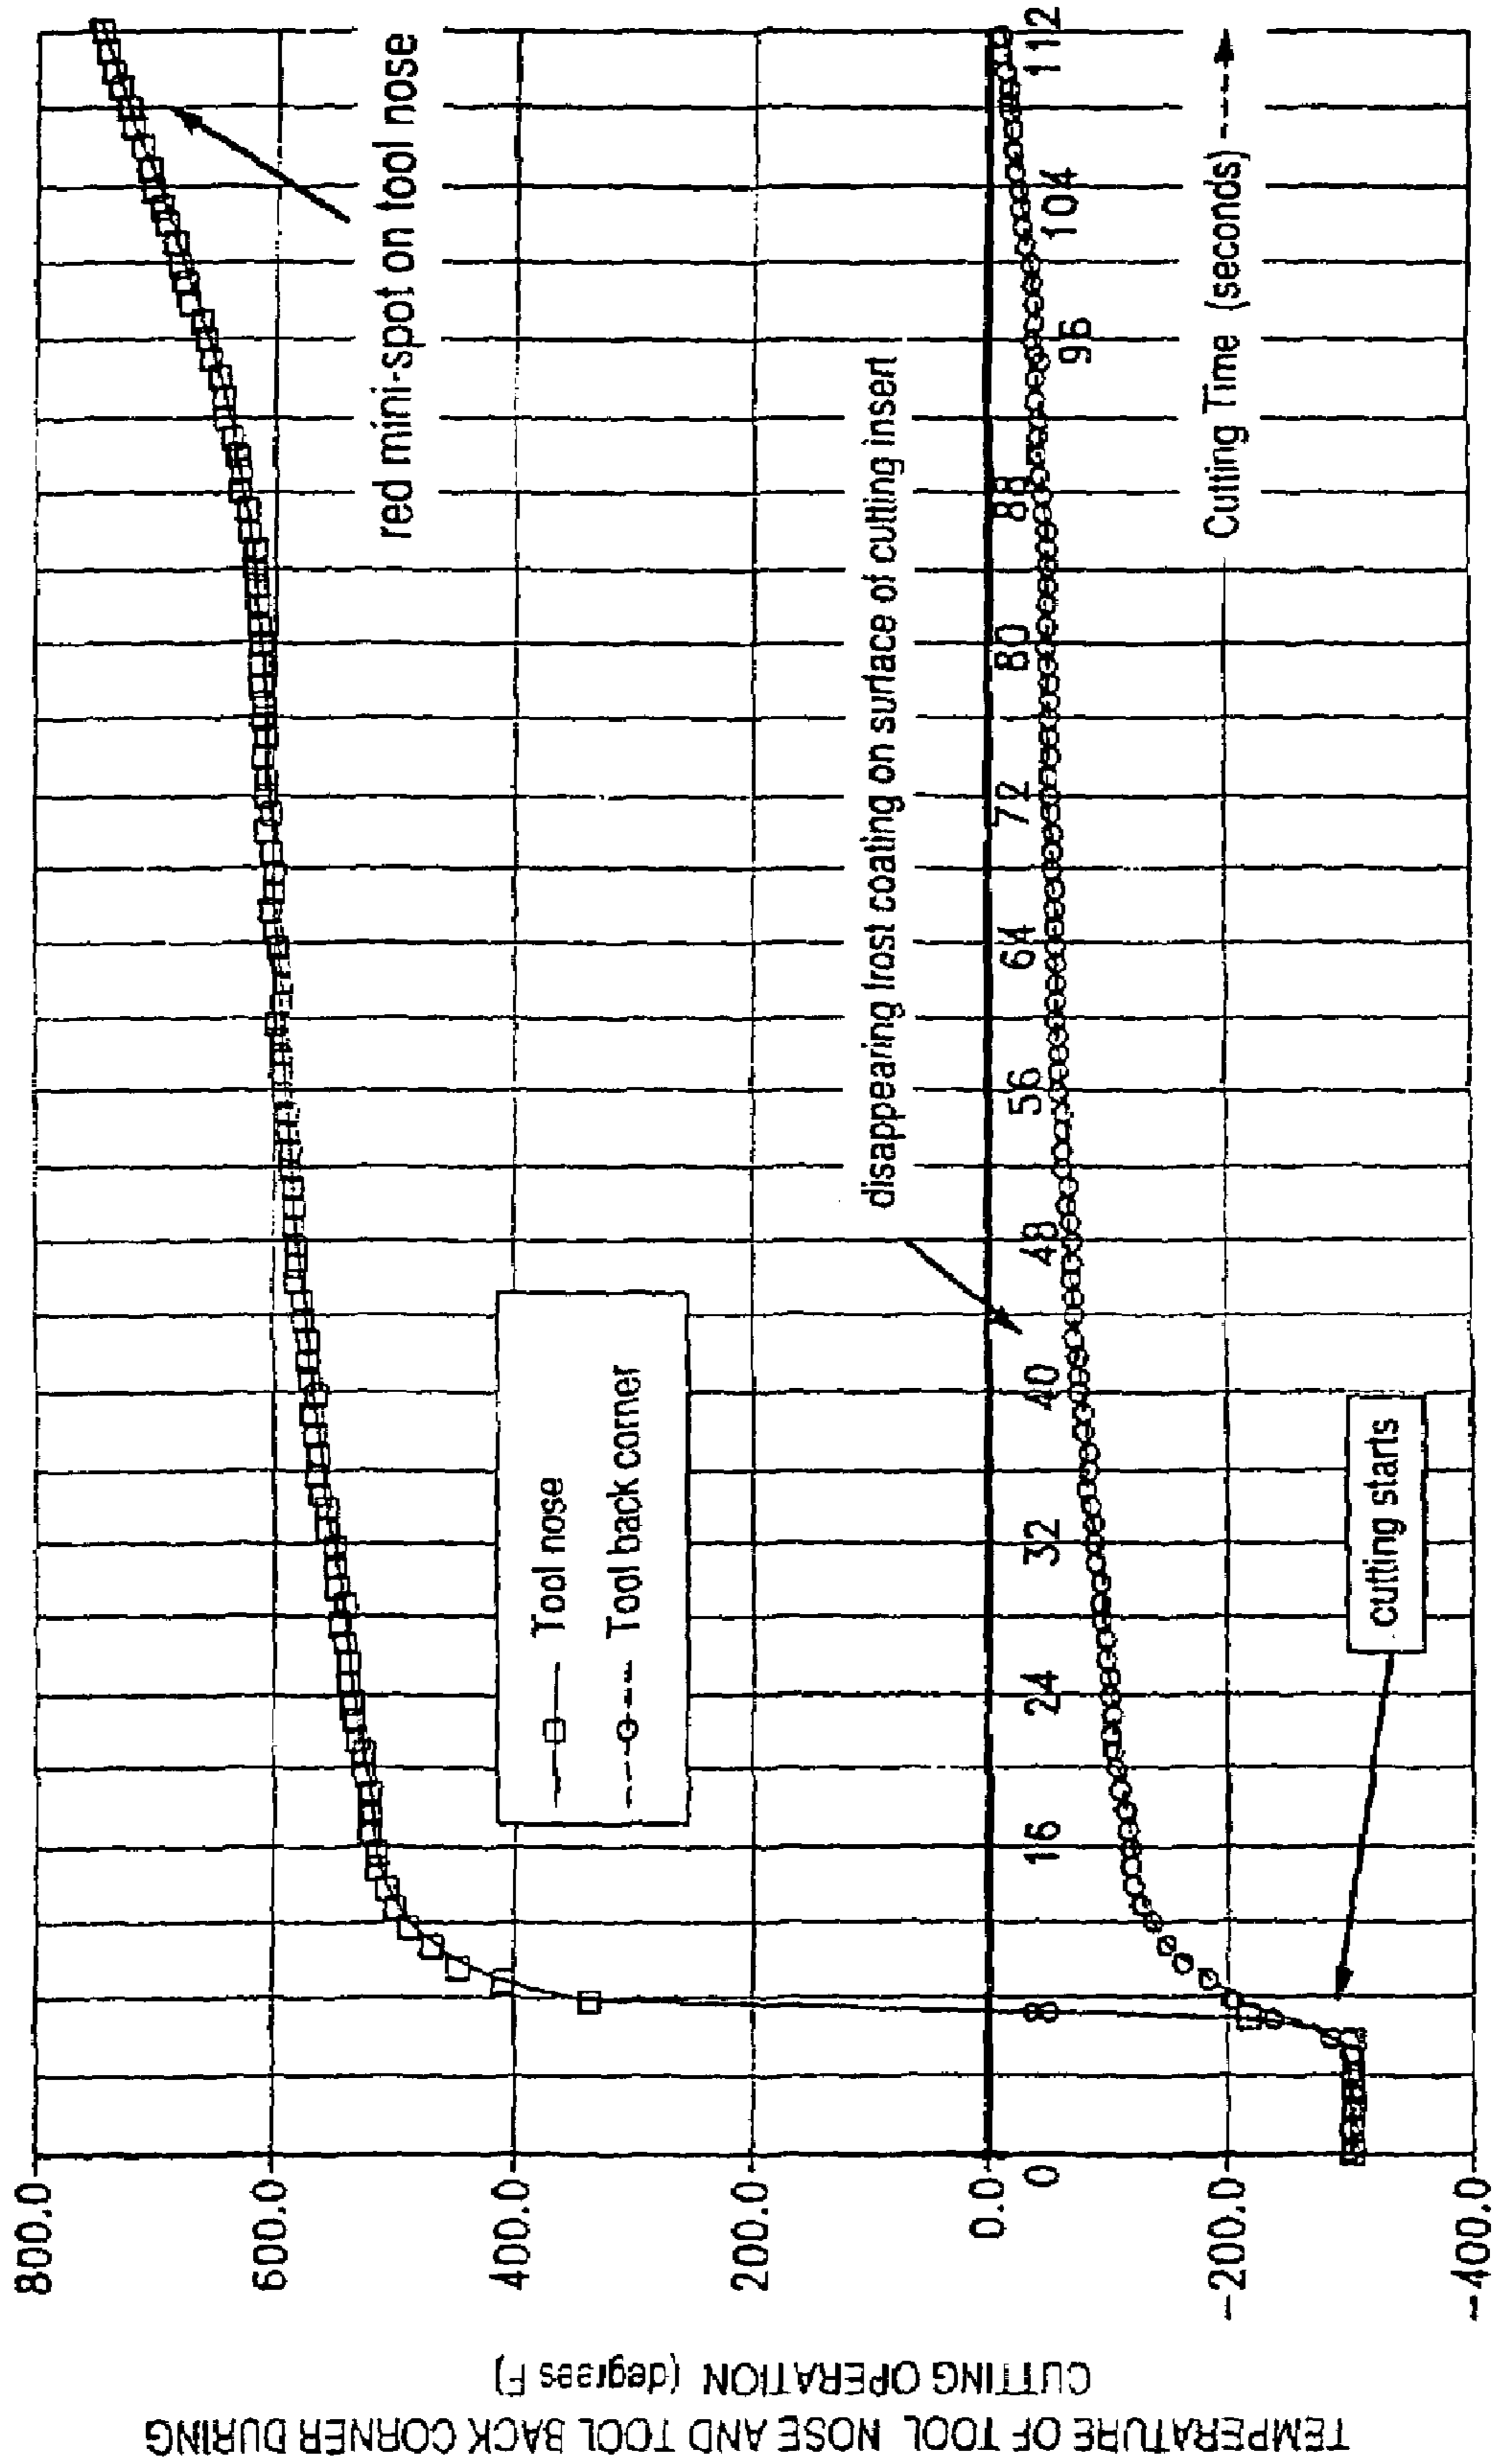 TEMPERATURE OF TOOL NOSE AND TOOL BACK CORNER DURING
CUTTING OPERATION (degrees F)
800.0
600.0
400.0
200.0
0.0
-200.0
-400.0
red mini-spot on tool nose
Tool nose
Tool back corner
disappearing frost coating on surface of cutting insert
0
8
16
24
32
40
48
56
64
72
80
88
96
104
112
Cutting Time (seconds)
cutting starts